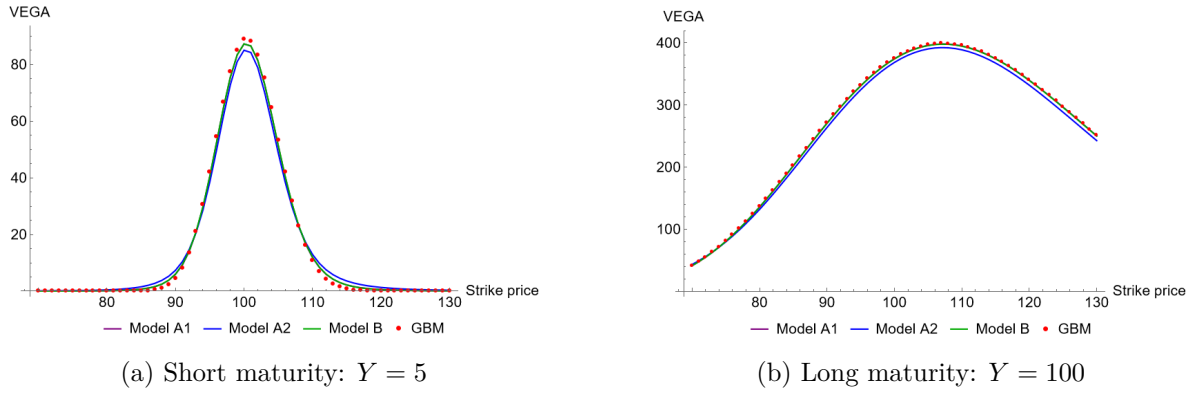 VEGA
80
60
40
20
80
90
100
110
120
130
Strike price
Model A1 Model A2 Model B GBM
(a) Short maturity: Y = 5
VEGA
400
300
200
100
80
90
100
110
120
130
Strike price
Model A1 Model A2 Model B GBM
(b) Long maturity: Y = 100